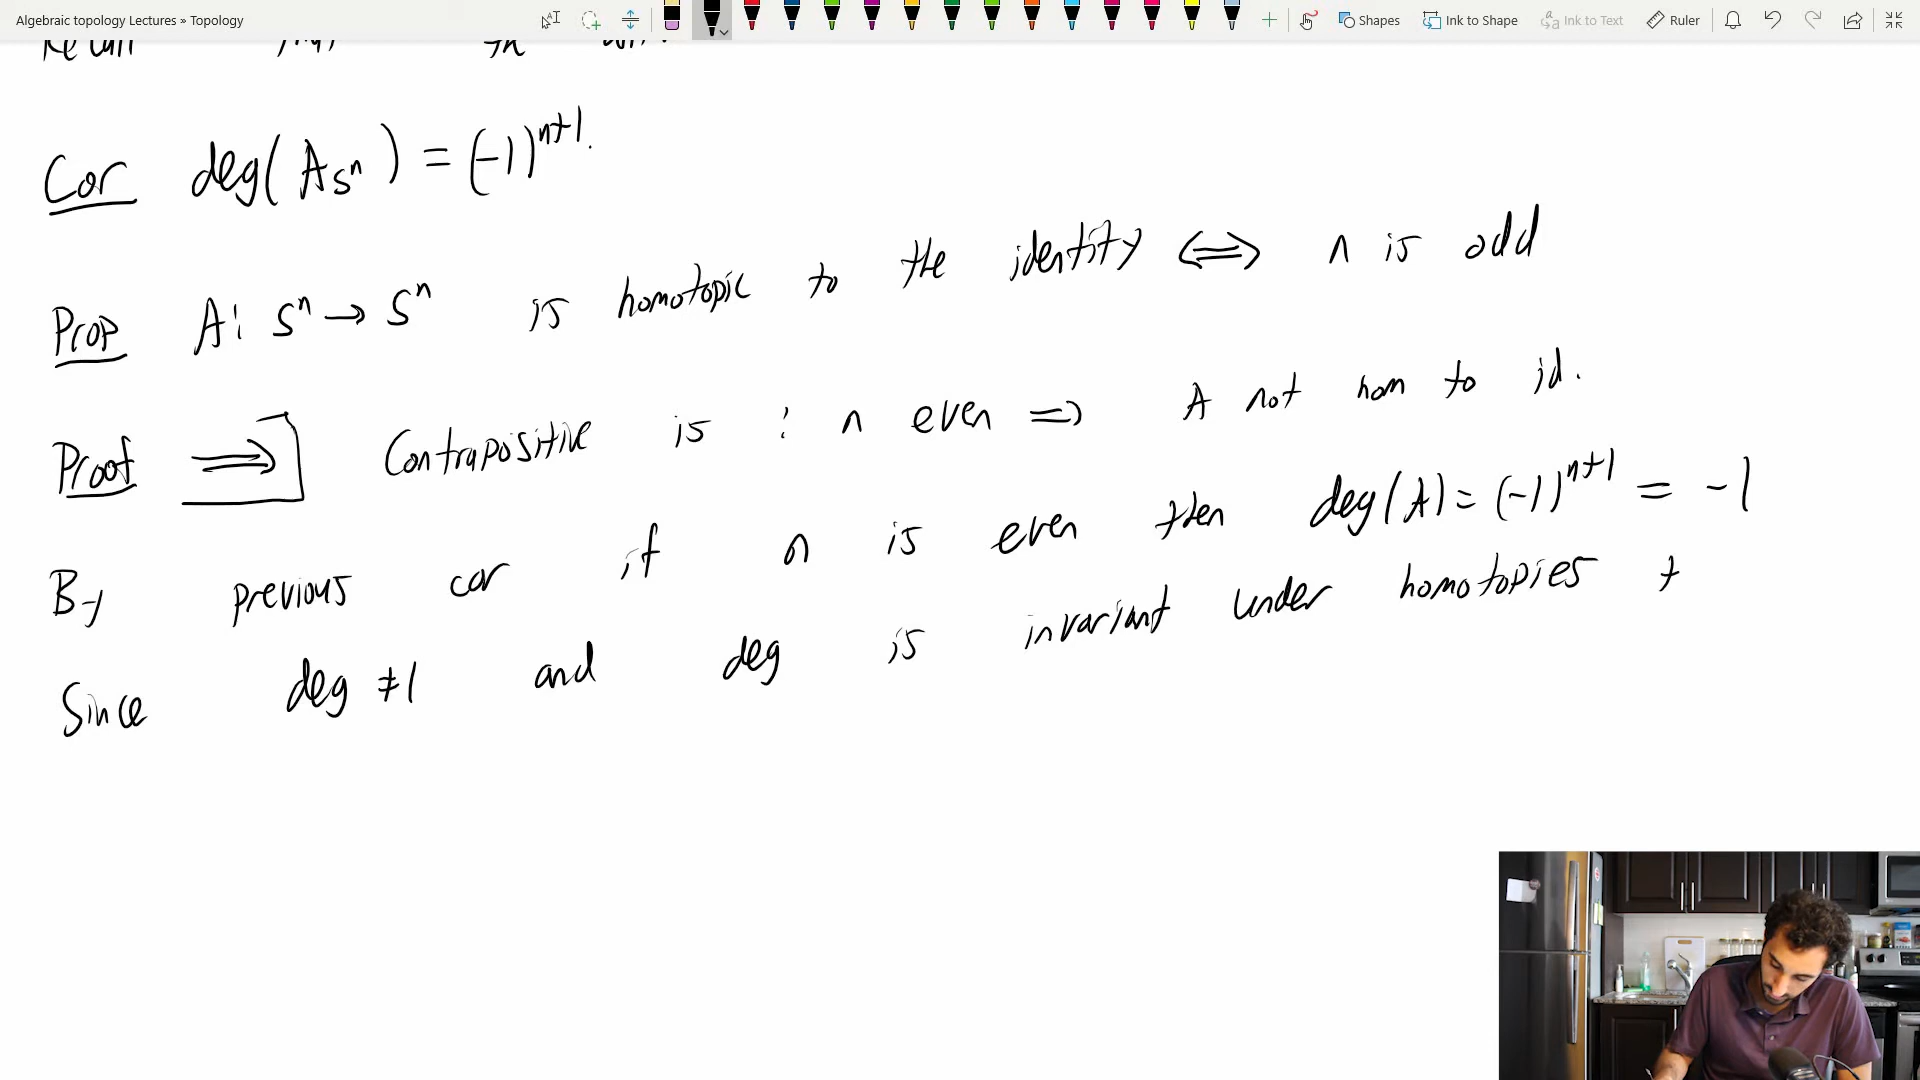 Algebraic topology Lectures » Topology
Shapes
Ink to Shape
Ink to Text
Ruler
Cor deg(A_{S^n}) = (-1)^{n+1}.
Prop A: S^n → S^n is homotopic to the identity ⟺ n is odd
Proof ⟹ Contrapositive is : n even ⟹ A not hom to id.
By previous cor if n is even then deg(A) = (-1)^{n+1} = -1
Since deg ≠ 1 and deg is invariant under homotopies t